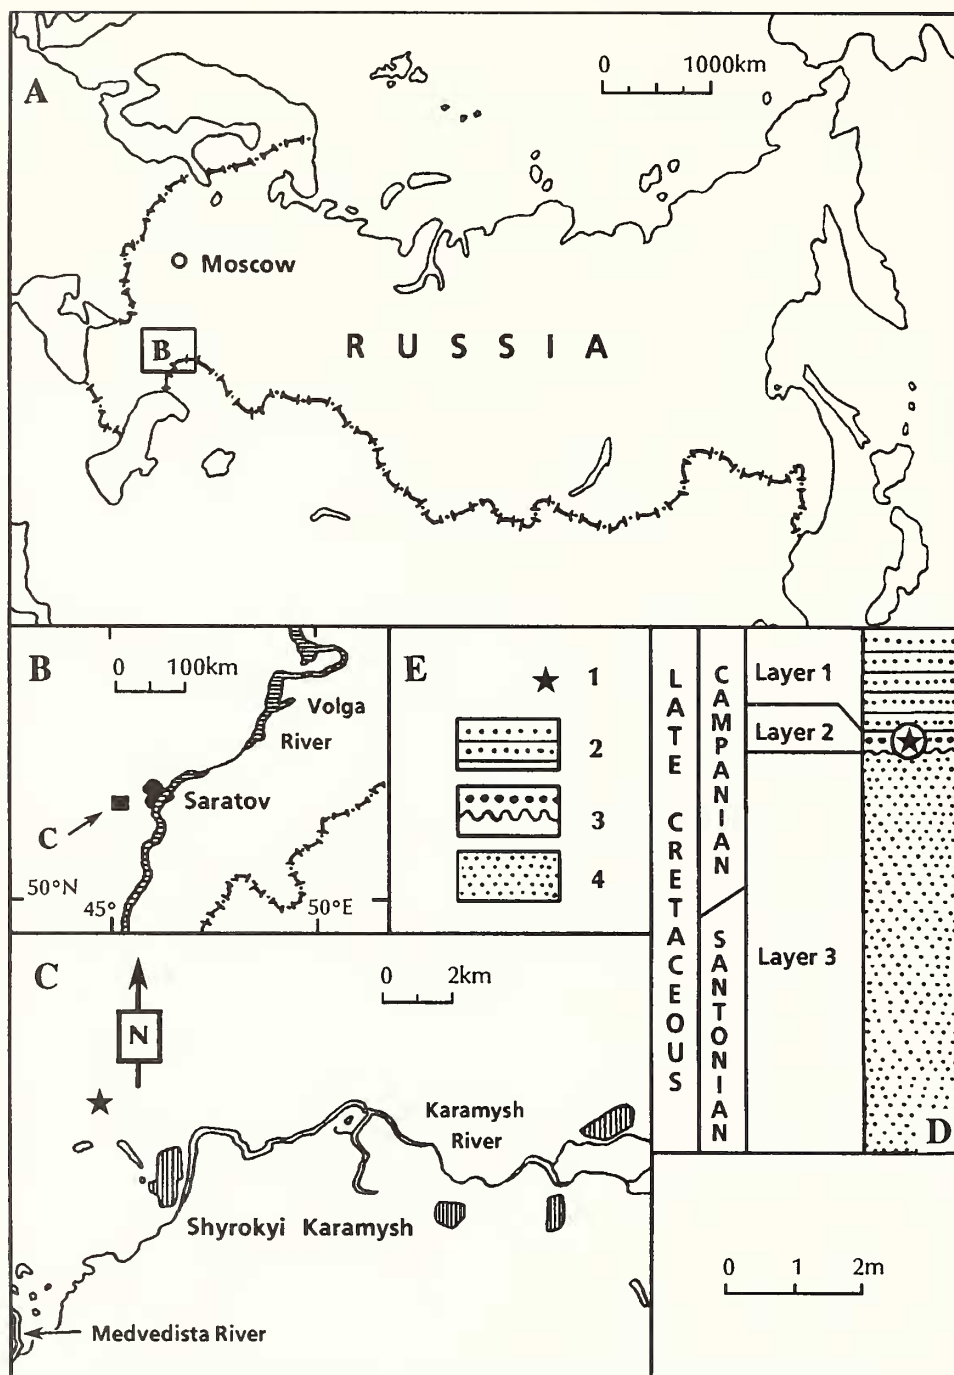 A
0 1000km
Moscow
RUSSIA
B
B
0 100km
Volga
River
Saratov
C
50°N
45°
50°E
E
1
2
3
4
LATE CRETACEOUS
CAMPANIAN
SANTONIAN
Layer 1
Layer 2
Layer 3
D
C
0 2km
N
Karamysh
River
Shyrokyi Karamysh
Medvedista River
0 1 2m